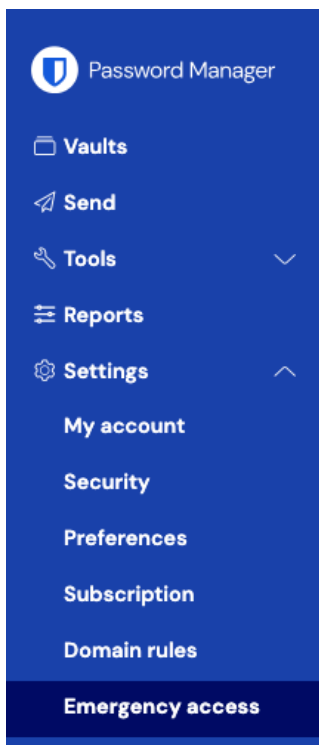 Password Manager
Vaults
Send
Tools
Reports
Settings
My account
Security
Preferences
Subscription
Domain rules
Emergency access